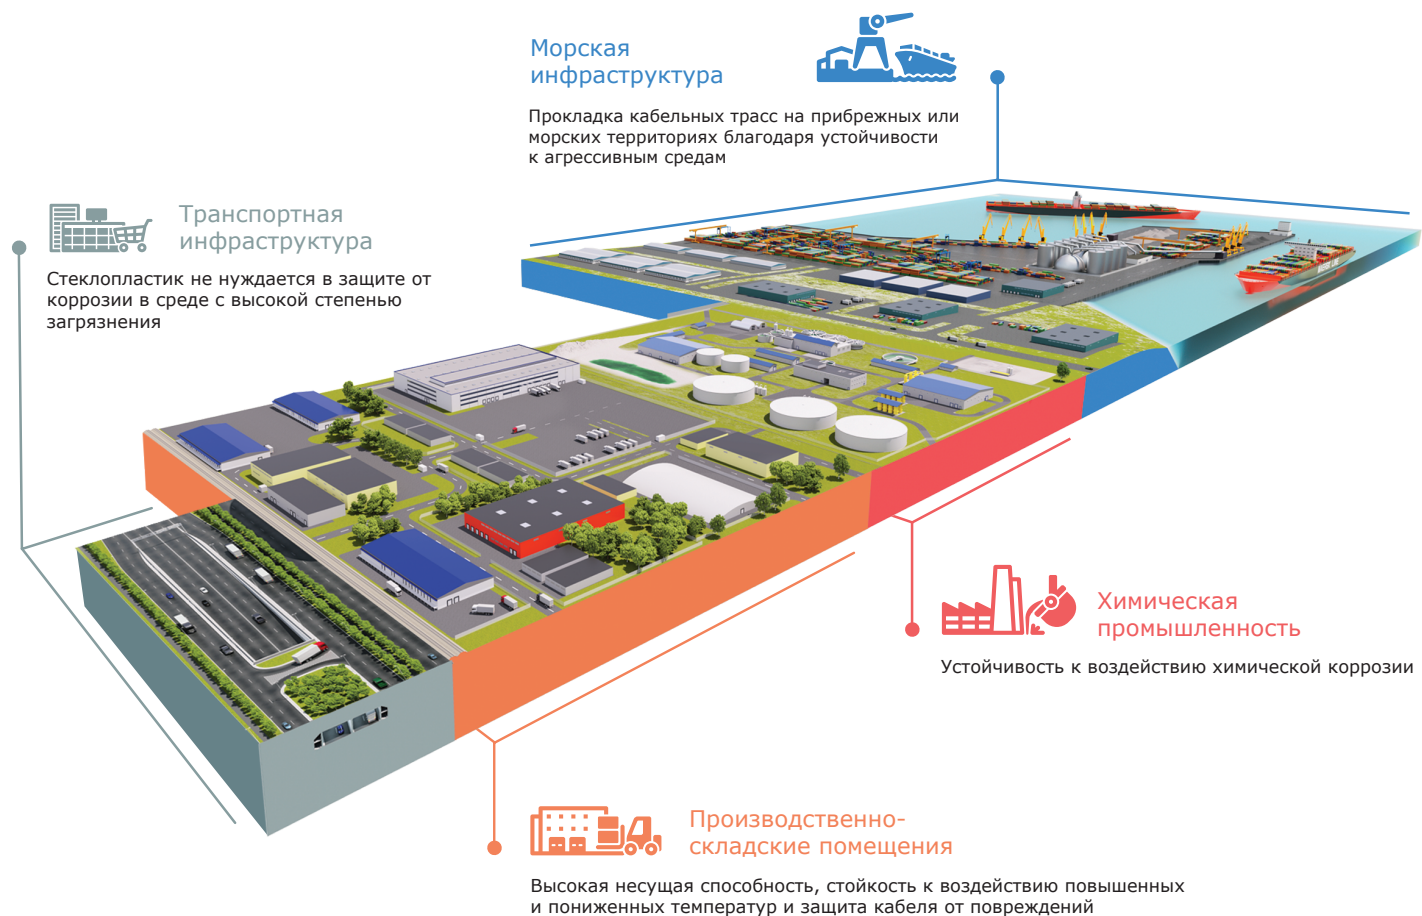 Морская
инфраструктура
Прокладка кабельных трасс на прибрежных или
морских территориях благодаря устойчивости
к агрессивным средам
Транспортная
инфраструктура
Стеклопластик не нуждается в защите от
коррозии в среде с высокой степенью
загрязнения
Химическая
промышленность
Устойчивость к воздействию химической коррозии
Производственно-
складские помещения
Высокая несущая способность, стойкость к воздействию повышенных
и пониженных температур и защита кабеля от повреждений